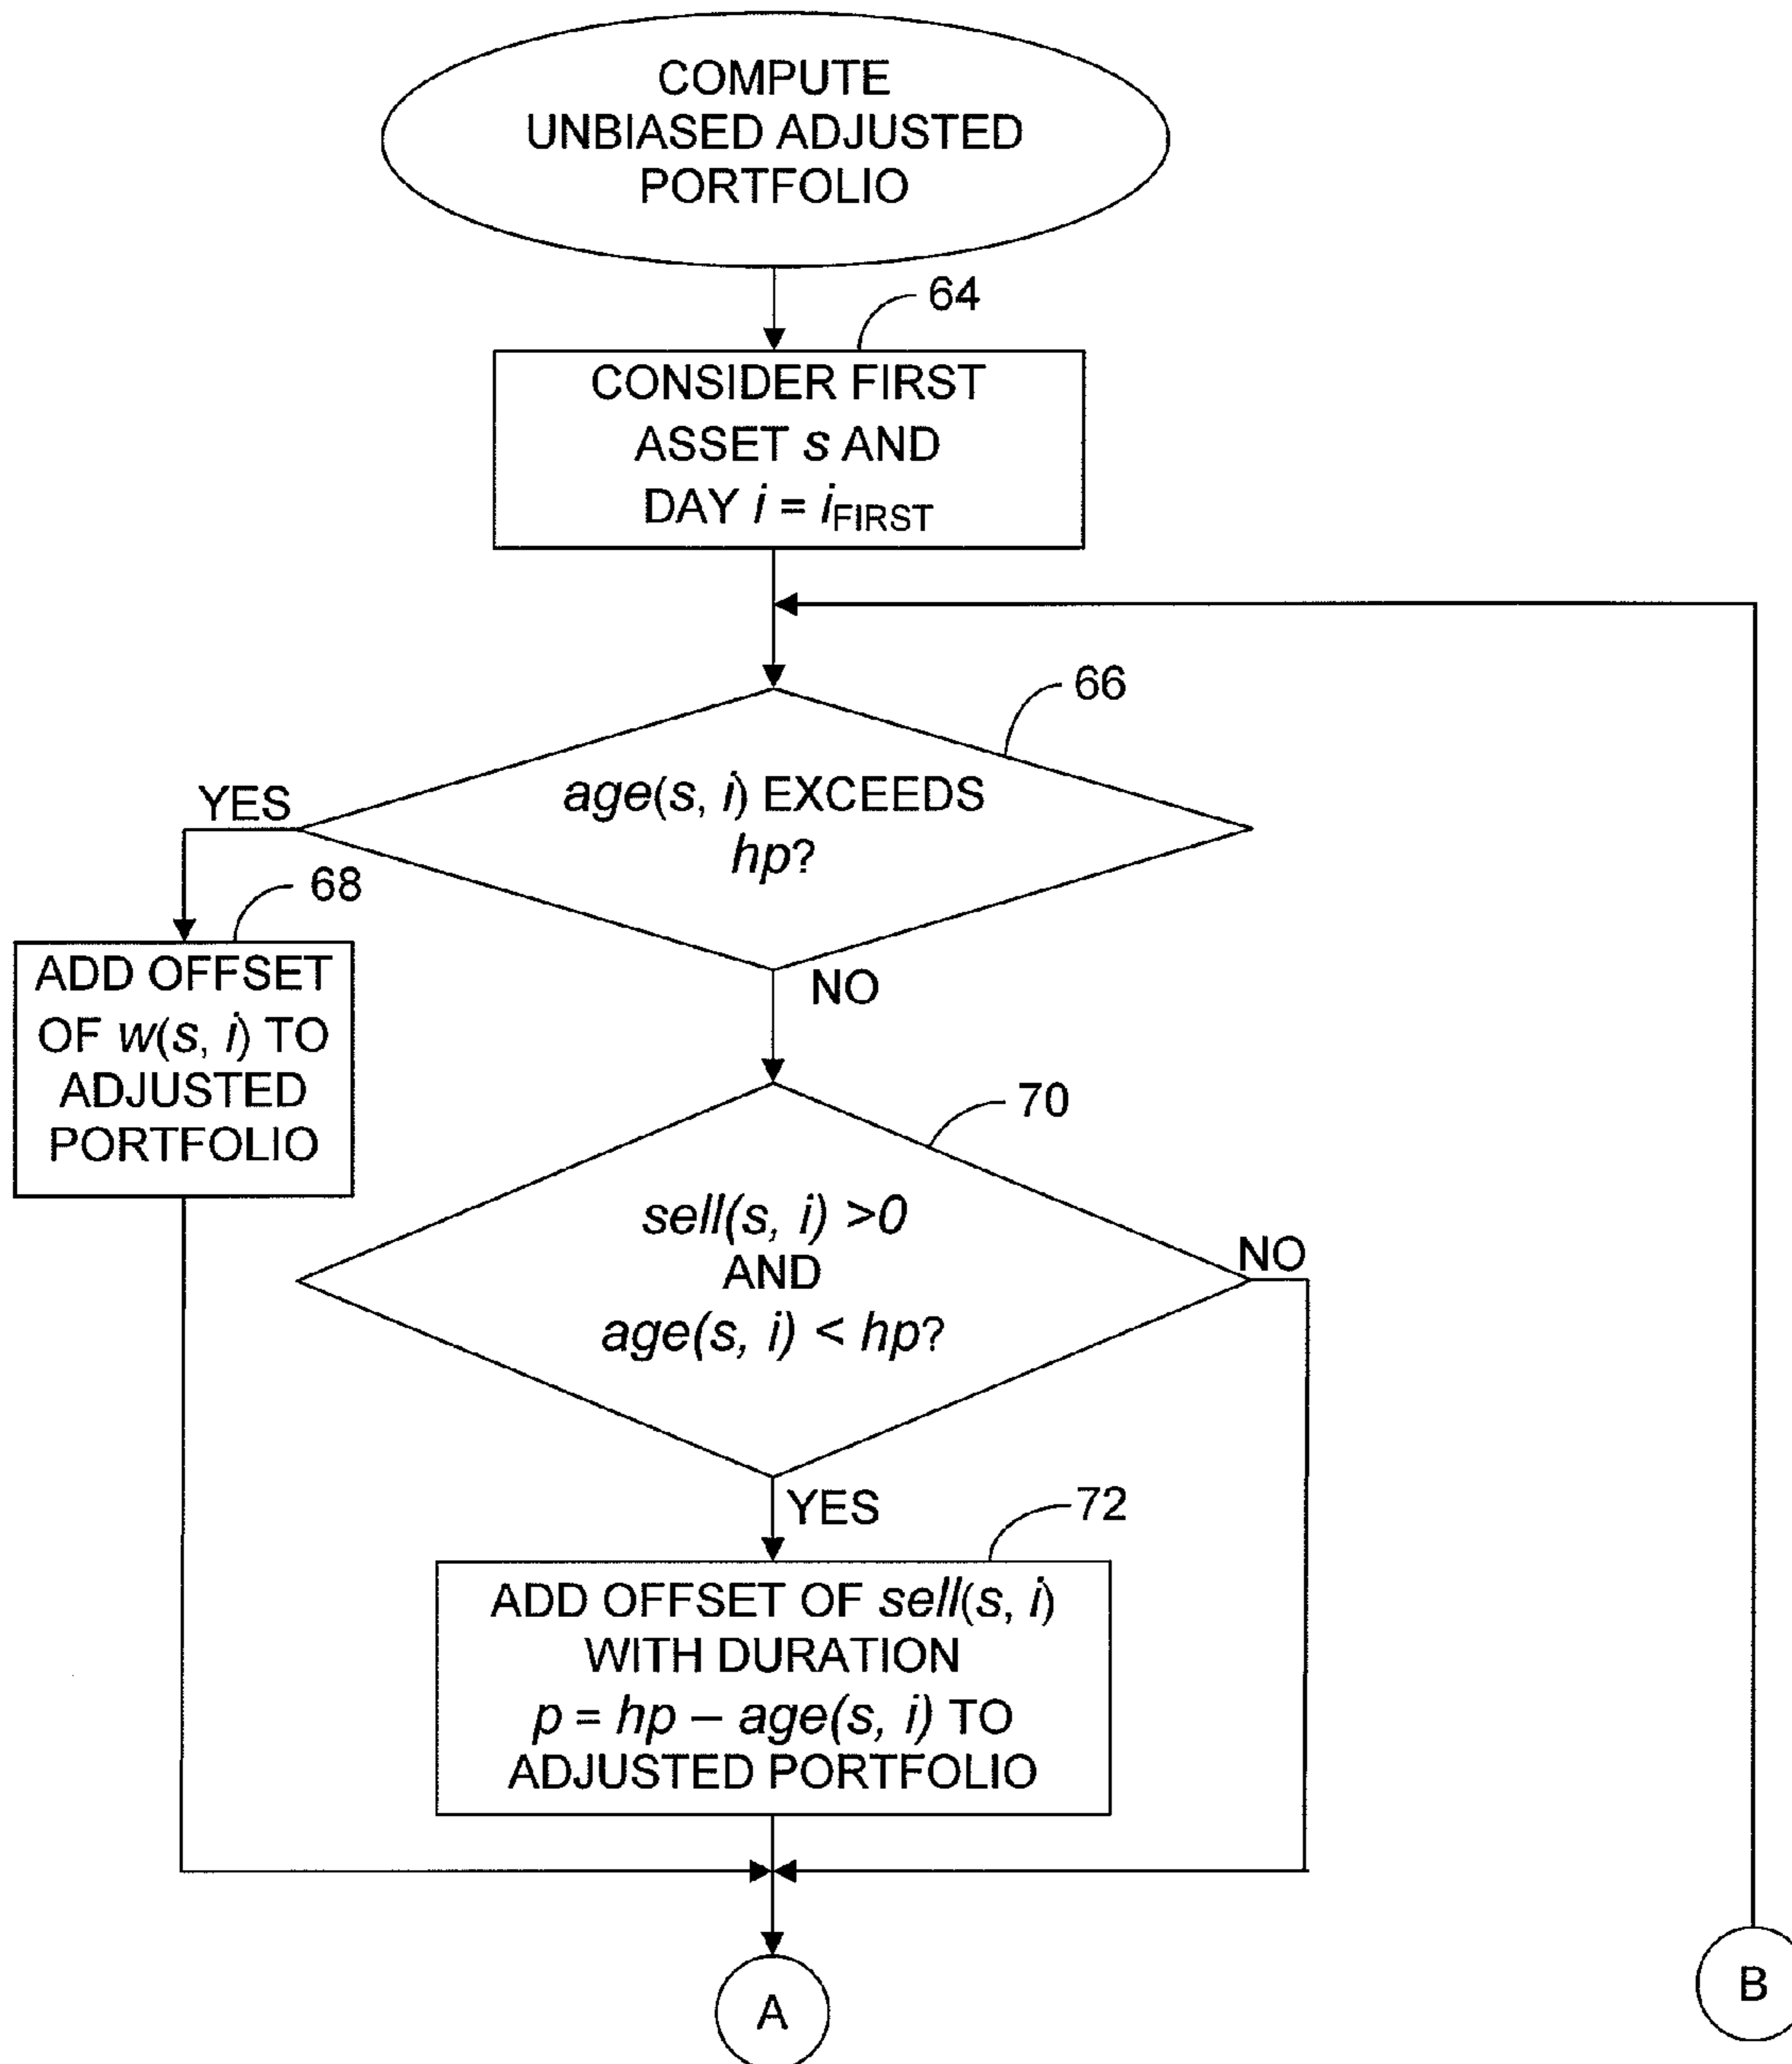 COMPUTE
UNBIASED ADJUSTED
PORTFOLIO
64
CONSIDER FIRST
ASSET s AND
DAY i = iFIRST
66
age(s, i) EXCEEDS
hp?
YES
68
ADD OFFSET
OF w(s, i) TO
ADJUSTED
PORTFOLIO
NO
70
sell(s, i) >0
AND
age(s, i) < hp?
NO
YES
72
ADD OFFSET OF sell(s, i)
WITH DURATION
p = hp – age(s, i) TO
ADJUSTED PORTFOLIO
A
B